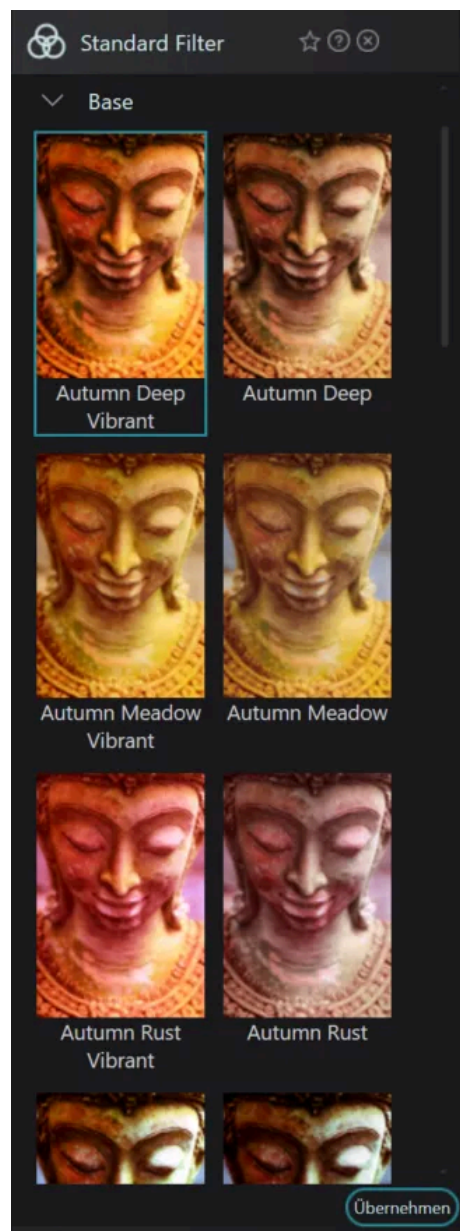 Standard Filter
Base
Autumn Deep
Vibrant
Autumn Deep
Autumn Meadow
Vibrant
Autumn Meadow
Autumn Rust
Vibrant
Autumn Rust
Übernehmen